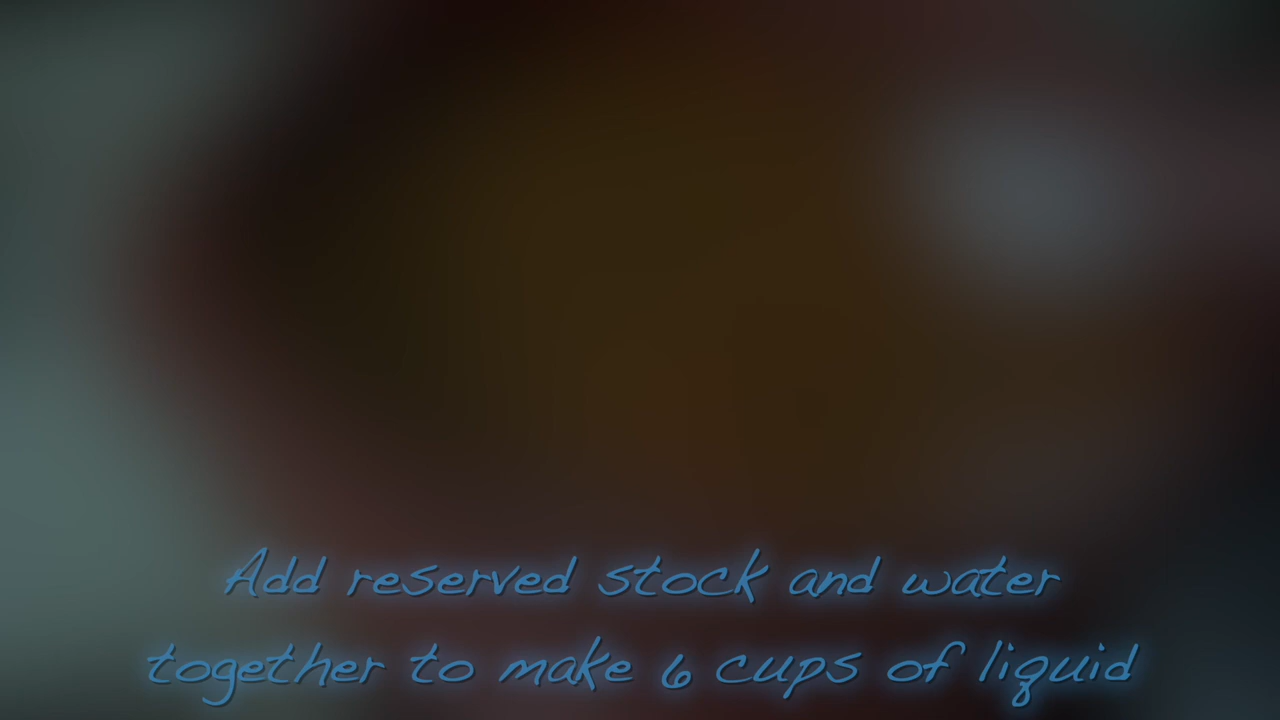 Add reserved stock and water
together to make 6 cups of liquid